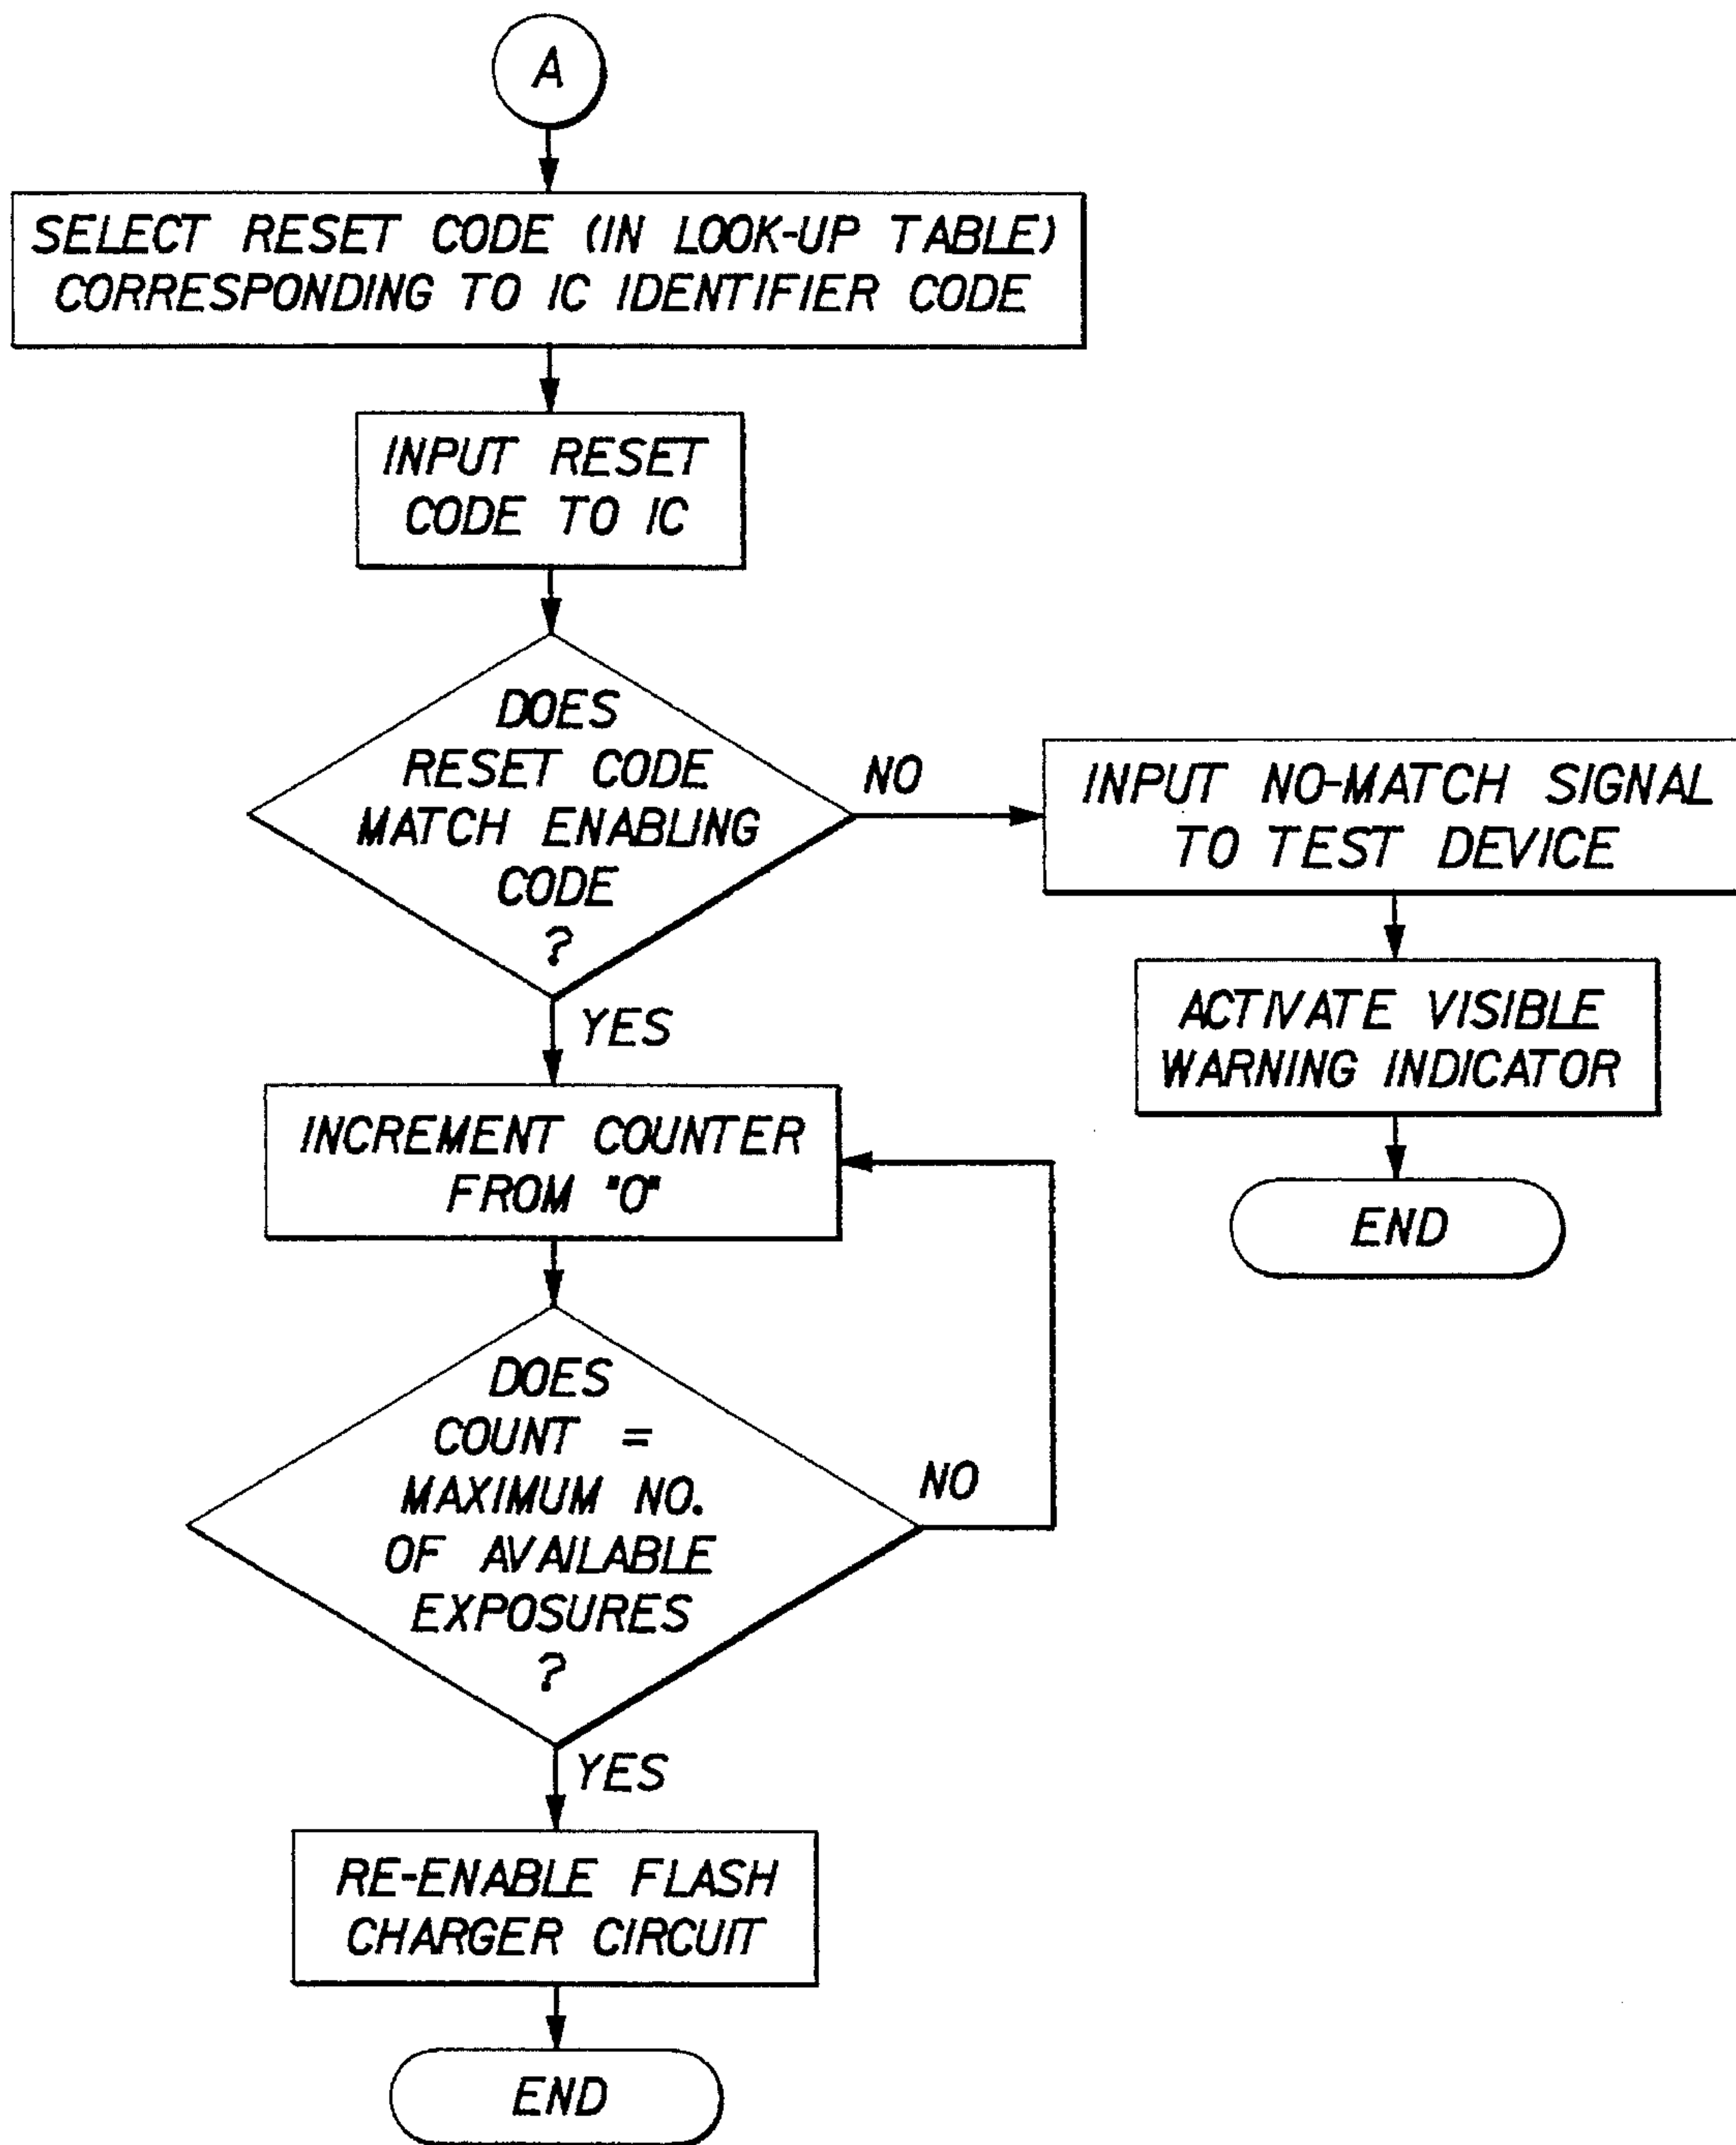 A
SELECT RESET CODE (IN LOOK-UP TABLE)
CORRESPONDING TO IC IDENTIFIER CODE
INPUT RESET
CODE TO IC
DOES
RESET CODE
MATCH ENABLING
CODE
?
NO
INPUT NO-MATCH SIGNAL
TO TEST DEVICE
ACTIVATE VISIBLE
WARNING INDICATOR
END
YES
INCREMENT COUNTER
FROM "0"
DOES
COUNT =
MAXIMUM NO.
OF AVAILABLE
EXPOSURES
?
NO
YES
RE-ENABLE FLASH
CHARGER CIRCUIT
END